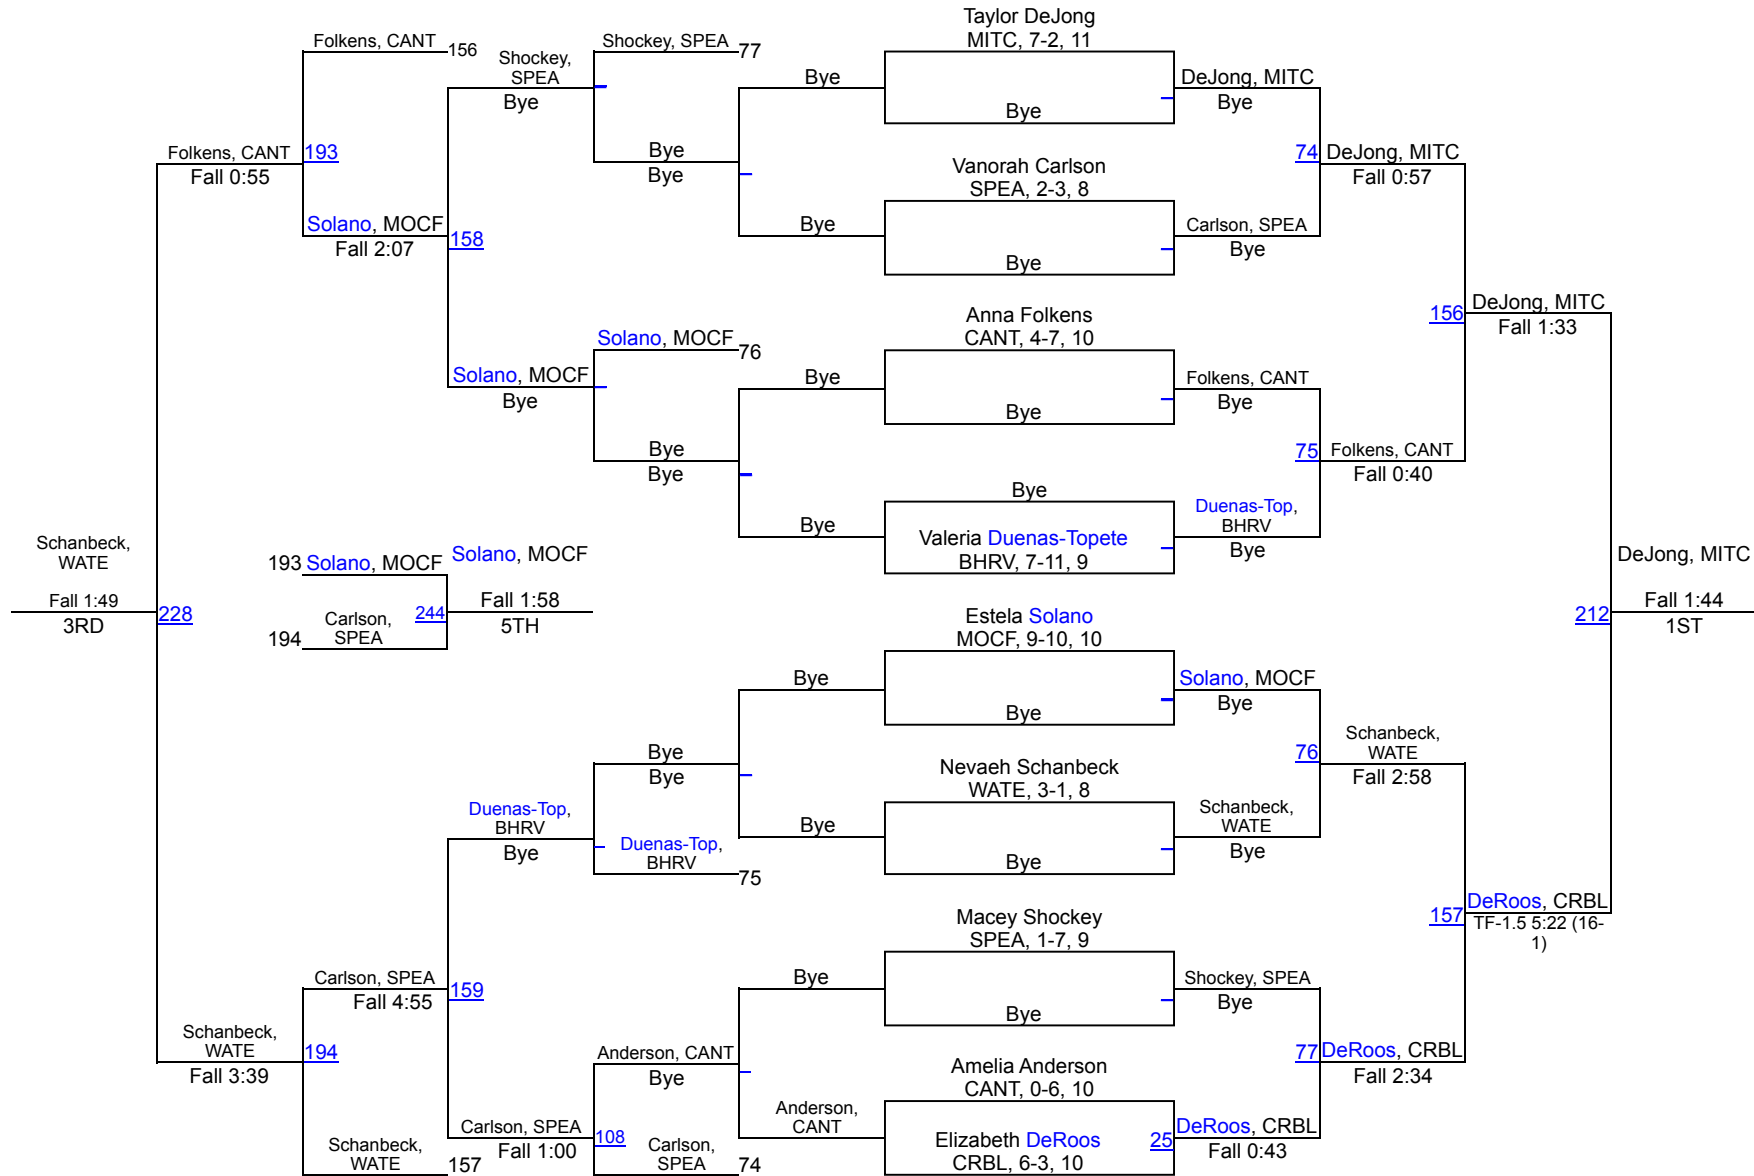 Taylor DeJong
MITC, 7-2, 11
Folkens, CANT
156
Shockey,
SPEA
Bye
Shockey, SPEA
77
Bye
DeJong, MITC
Bye
Bye
Folkens, CANT
Fall 0:55
193
Bye
Bye
Vanorah Carlson
SPEA, 2-3, 8
74
DeJong, MITC
Fall 0:57
Solano, MOCF
Fall 2:07
158
Bye
Carlson, SPEA
Bye
Bye
Anna Folkens
CANT, 4-7, 10
156
DeJong, MITC
Fall 1:33
Solano, MOCF
76
Solano, MOCF
Bye
Bye
Folkens, CANT
Bye
Bye
Bye
Bye
75
Folkens, CANT
Fall 0:40
Bye
Bye
Valeria Duenas-Topete
BHRV, 7-11, 9
Duenas-Top,
BHRV
Bye
Schanbeck,
WATE
Fall 1:49
3RD
228
193
Solano, MOCF
Solano, MOCF
194
Carlson,
SPEA
244
Fall 1:58
5TH
DeJong, MITC
Fall 1:44
1ST
212
Estela Solano
MOCF, 9-10, 10
Bye
Solano, MOCF
Bye
Bye
Bye
Bye
Nevaeh Schanbeck
WATE, 3-1, 8
76
Schanbeck,
WATE
Fall 2:58
Duenas-Top,
BHRV
Bye
Duenas-Top,
BHRV
75
Bye
Schanbeck,
WATE
Bye
Bye
Macey Shockey
SPEA, 1-7, 9
157
DeRoos, CRBL
TF-1.5 5:22 (16-
1)
Carlson, SPEA
Fall 4:55
159
Bye
Shockey, SPEA
Bye
Bye
Schanbeck,
WATE
Fall 3:39
194
Anderson, CANT
Bye
Amelia Anderson
CANT, 0-6, 10
77
DeRoos, CRBL
Fall 2:34
Carlson, SPEA
Fall 1:00
108
Anderson,
CANT
Elizabeth DeRoos
CRBL, 6-3, 10
25
DeRoos, CRBL
Fall 0:43
Schanbeck,
WATE
157
Carlson,
SPEA
74